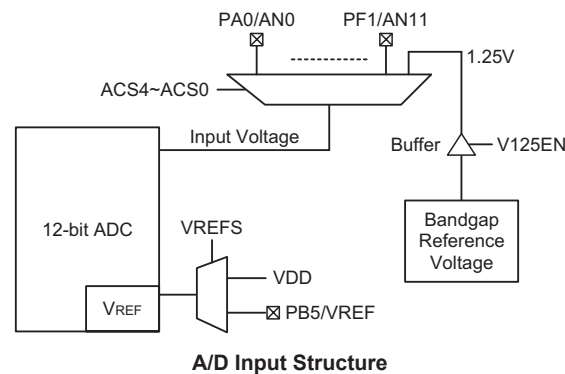 PA0/AN0
PF1/AN11
1.25V
ACS4~ACS0
Input Voltage
Buffer
V125EN
12-bit ADC
VREFS
Bandgap
Reference
Voltage
VDD
VREF
PB5/VREF
A/D Input Structure